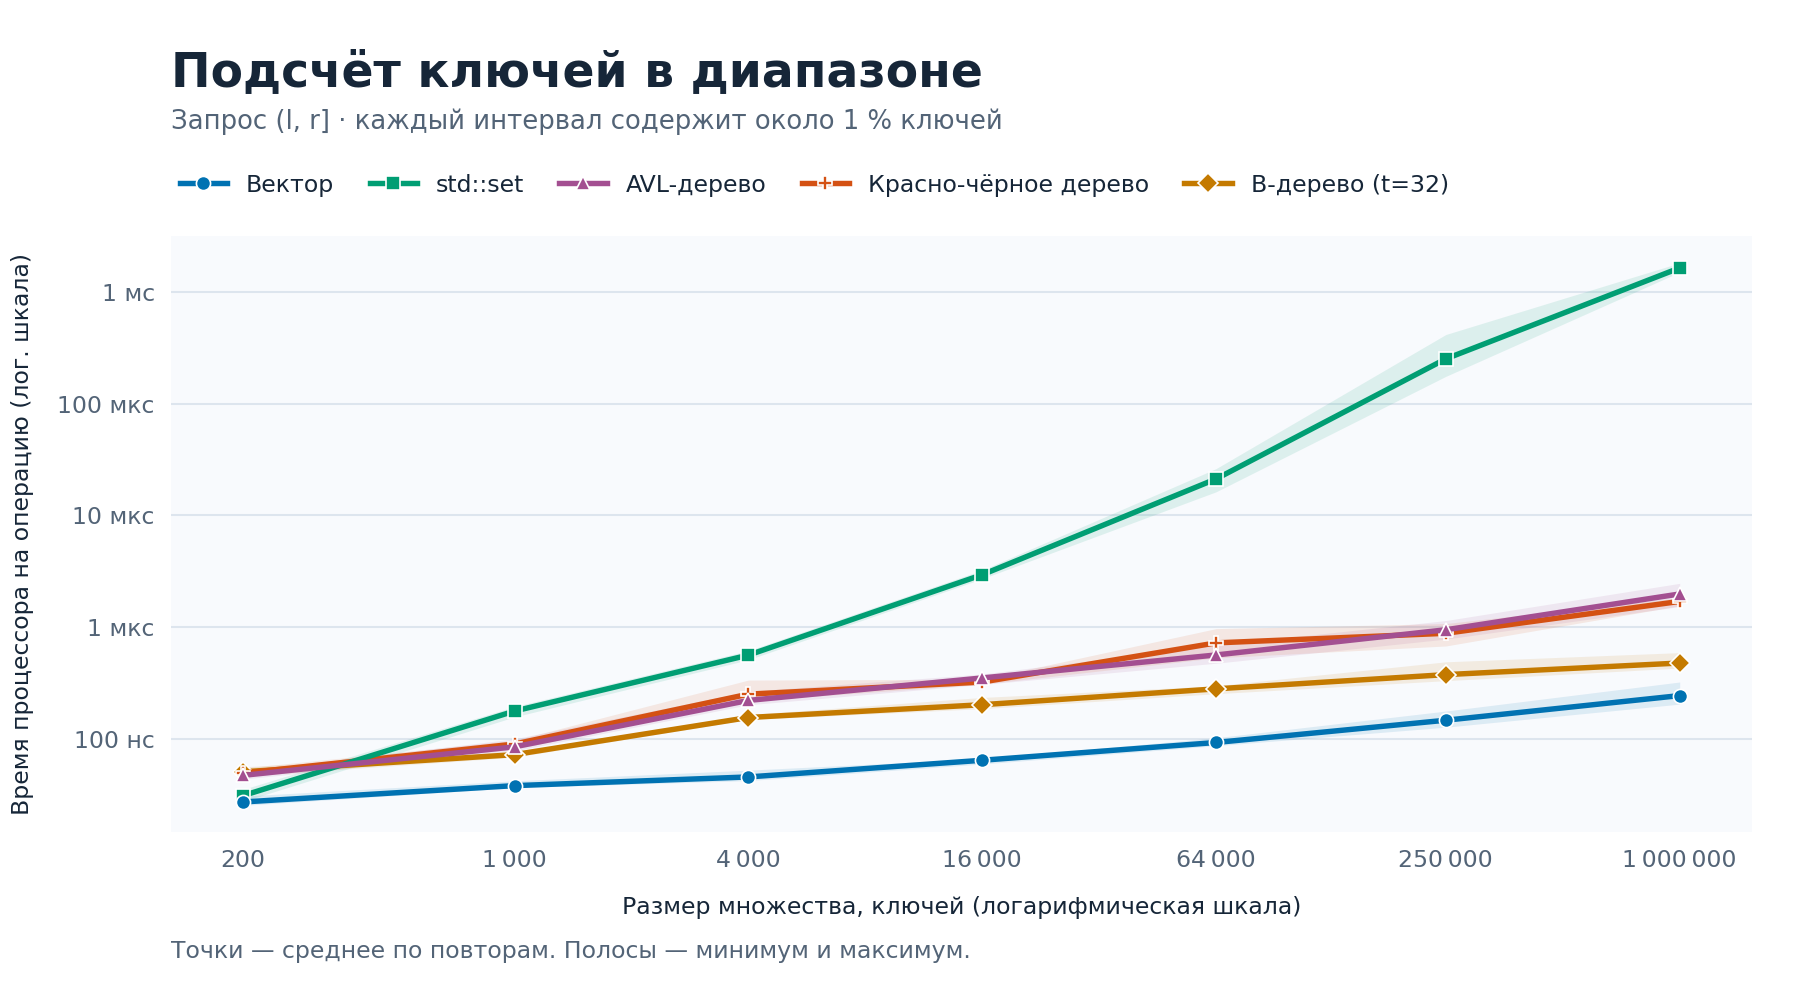 Подсчёт ключей в диапазоне
Запрос (l, r] · каждый интервал содержит около 1 % ключей
Вектор
std::set
AVL-дерево
Красно-чёрное дерево
B-дерево (t=32)
Время процессора на операцию (лог. шкала)
1 мс
100 мкс
10 мкс
1 мкс
100 нс
200
1 000
4 000
16 000
64 000
250 000
1 000 000
Размер множества, ключей (логарифмическая шкала)
Точки — среднее по повторам. Полосы — минимум и максимум.